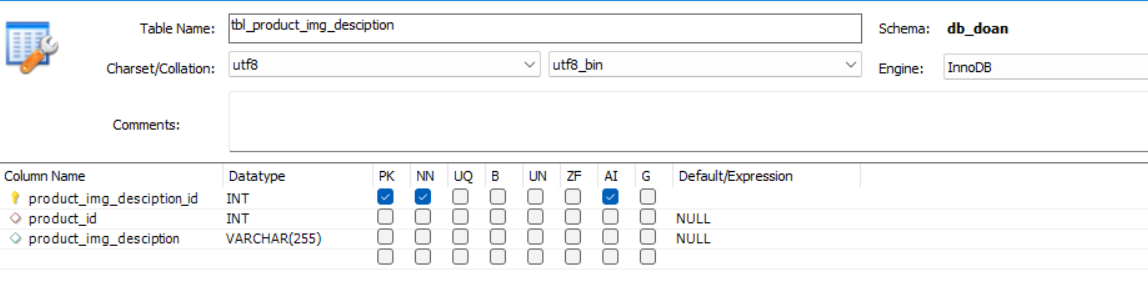 Table Name: tbl_product_img_desciption Schema: db_doan
Charset/Collation: utf8 utf8_bin Engine: InnoDB
Comments:
Column Name Datatype PK NN UQ B UN ZF AI G Default/Expression
product_img_desciption_id INT
product_id INT NULL
product_img_desciption VARCHAR(255) NULL